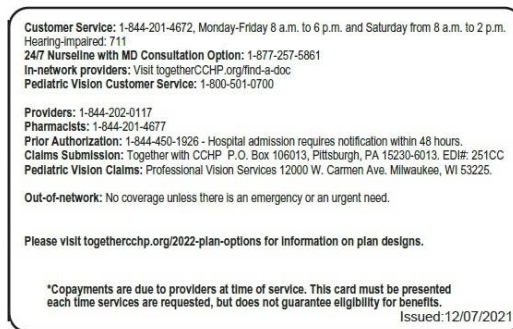 Customer Service: 1-844-201-4672, Monday-Friday 8 a.m. to 6 p.m. and Saturday from 8 a.m. to 2 p.m.
Hearing-impaired: 711
24/7 Nurseline with MD Consultation Option: 1-877-257-5861
In-network providers: Visit togetherCCHP.org/find-a-doc
Pediatric Vision Customer Service: 1-800-501-0700
Providers: 1-844-202-0117
Pharmacists: 1-844-201-4677
Prior Authorization: 1-844-450-1926 - Hospital admission requires notification within 48 hours.
Claims Submission: Together with CCHP P.O. Box 106013, Pittsburgh, PA 15230-6013. EDI#: 251CC
Pediatric Vision Claims: Professional Vision Services 12000 W. Carmen Ave. Milwaukee, WI 53225.
Out-of-network: No coverage unless there is an emergency or an urgent need.
Please visit togethercchp.org/2022-plan-options for information on plan designs.
*Copayments are due to providers at time of service. This card must be presented
each time services are requested, but does not guarantee eligibility for benefits.
Issued:12/07/2021